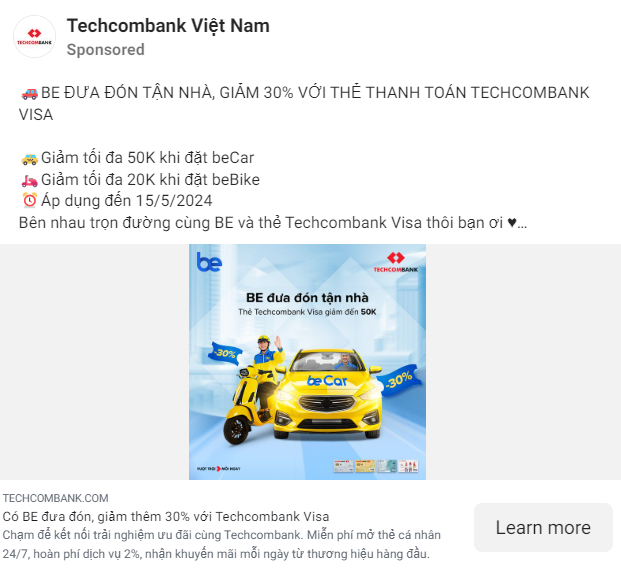 Techcombank Việt Nam
TECHCOMBANK
Sponsored
🚗BE ĐƯA ĐÓN TẬN NHÀ, GIẢM 30% VỚI THẺ THANH TOÁN TECHCOMBANK
VISA
🚕Giảm tối đa 50K khi đặt beCar
🛵Giảm tối đa 20K khi đặt beBike
⏰Áp dụng đến 15/5/2024
Bên nhau trọn đường cùng BE và thẻ Techcombank Visa thôi bạn ơi ♥...
be
TECHCOMBANK
BE đưa đón tận nhà
Thẻ Techcombank Visa giảm đến 50K
-30%
be Car
-30%
VƯỢT TRỘI MỖI NGÀY
TECHCOMBANK.COM
Có BE đưa đón, giảm thêm 30% với Techcombank Visa
Chạm để kết nối trải nghiệm ưu đãi cùng Techcombank. Miễn phí mở thẻ cá nhân
24/7, hoàn phí dịch vụ 2%, nhận khuyến mãi mỗi ngày từ thương hiệu hàng đầu.
Learn more